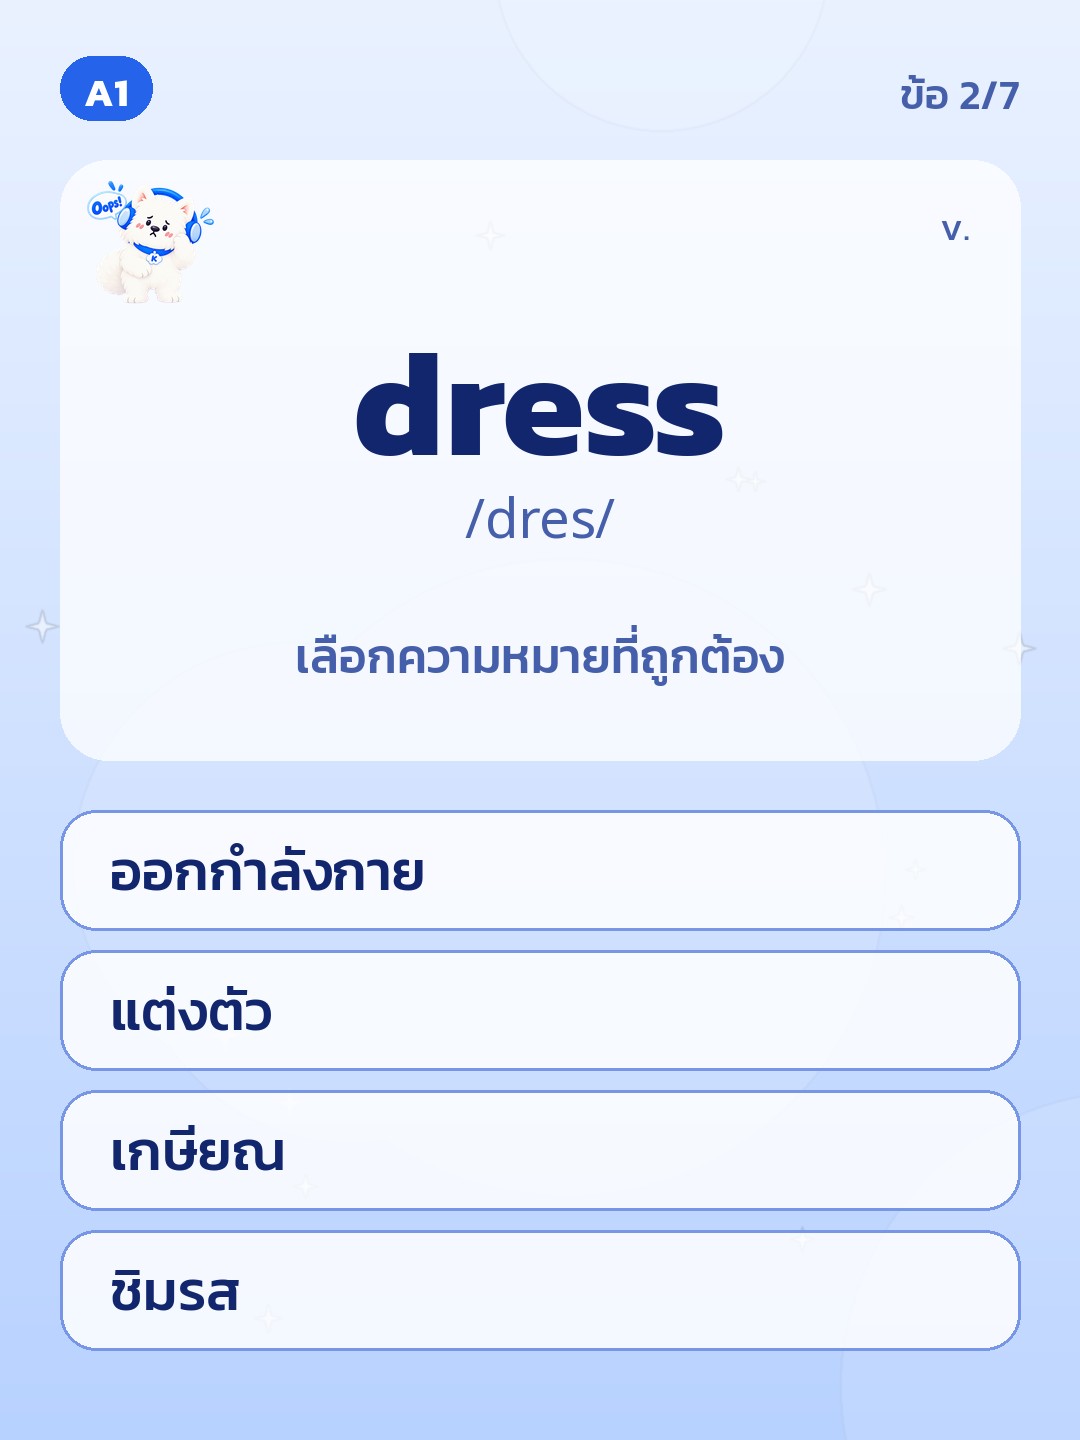 A1
ข้อ 2/7
Oops!
v.
K
dress
/dres/
เลือกความหมายที่ถูกต้อง
ออกกำลังกาย
แต่งตัว
เกษียณ
ชิมรส